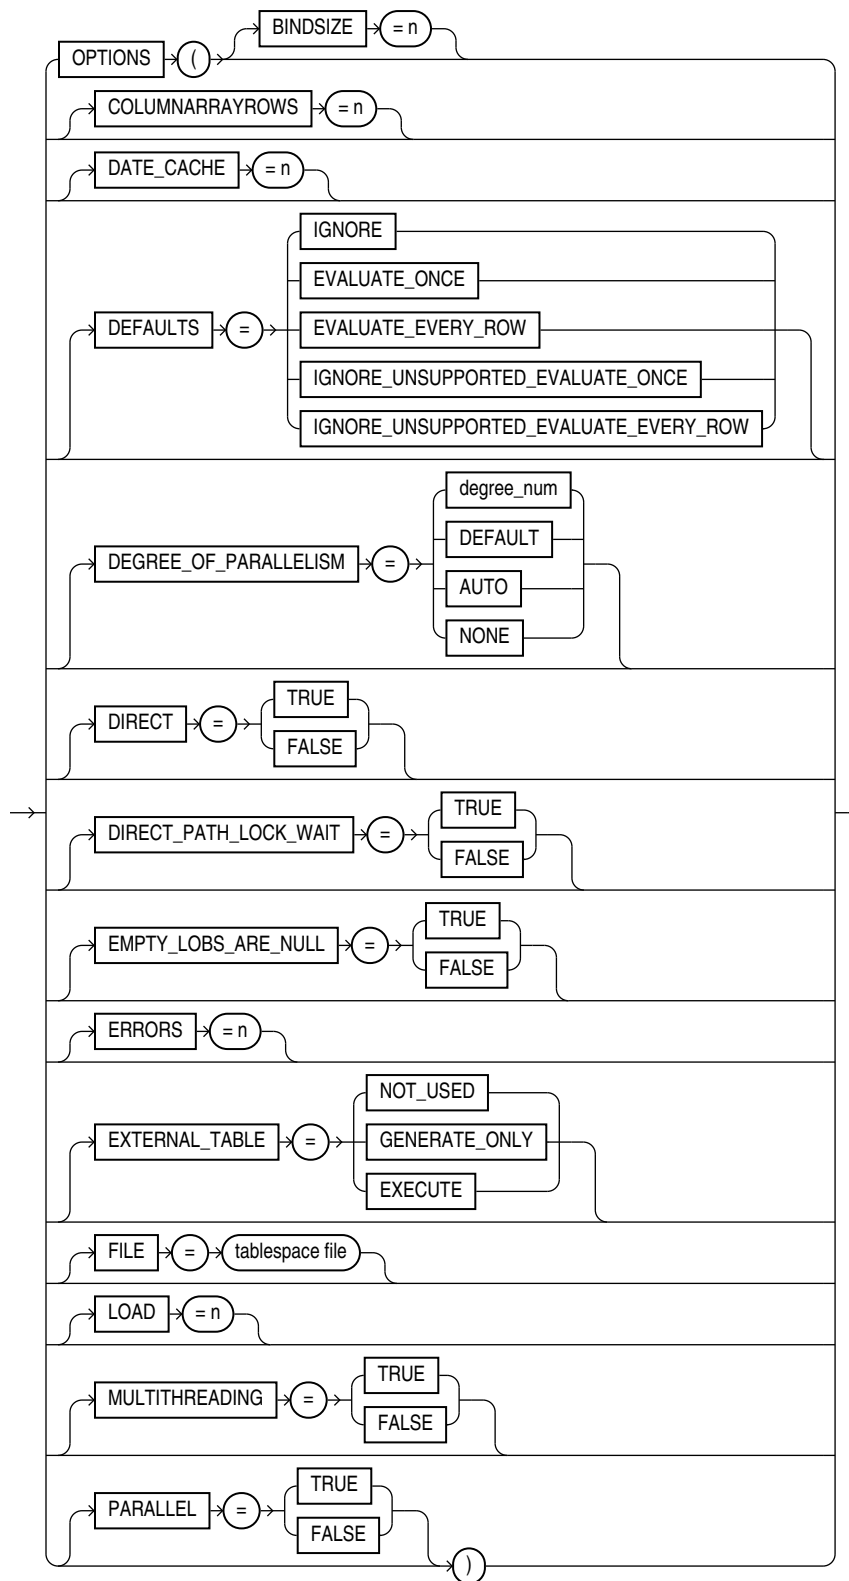 BINDSIZE = n
OPTIONS (
COLUMNARRAYROWS = n
DATE_CACHE = n
IGNORE
EVALUATE_ONCE
DEFAULTS = EVALUATE_EVERY_ROW
IGNORE_UNSUPPORTED_EVALUATE_ONCE
IGNORE_UNSUPPORTED_EVALUATE_EVERY_ROW
degree_num
DEFAULT
DEGREE_OF_PARALLELISM =
AUTO
NONE
TRUE
DIRECT =
FALSE
TRUE
DIRECT_PATH_LOCK_WAIT =
FALSE
TRUE
EMPTY_LOBS_ARE_NULL =
FALSE
ERRORS = n
NOT_USED
EXTERNAL_TABLE = GENERATE_ONLY
EXECUTE
FILE = tablespace file
LOAD = n
TRUE
MULTITHREADING =
FALSE
TRUE
PARALLEL =
FALSE
)